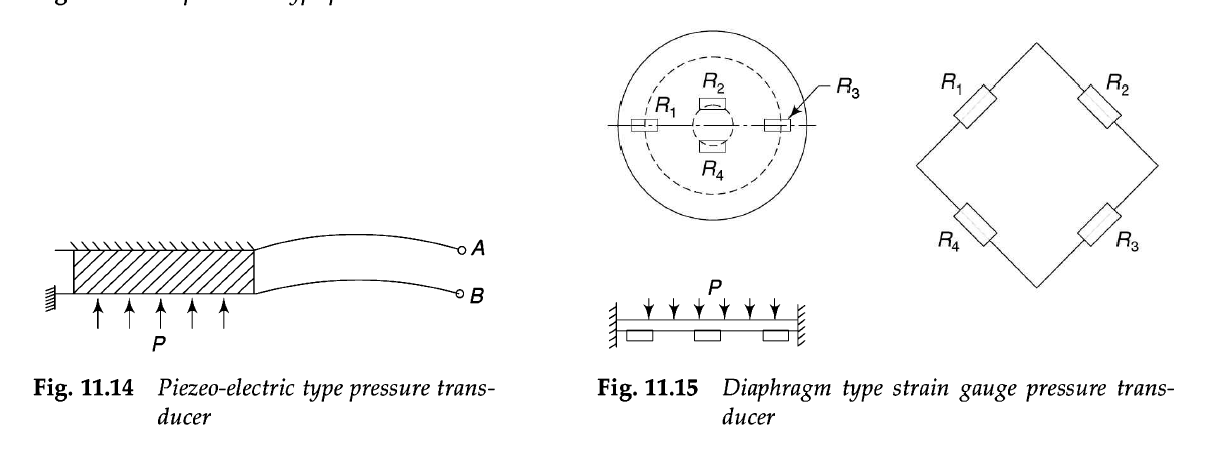 R₂
R₃
R₁
R₄
R₁
R₂
R₄
R₃
A
B
P
P
Fig. 11.14 Piezeo-electric type pressure trans-
ducer
Fig. 11.15 Diaphragm type strain gauge pressure trans-
ducer